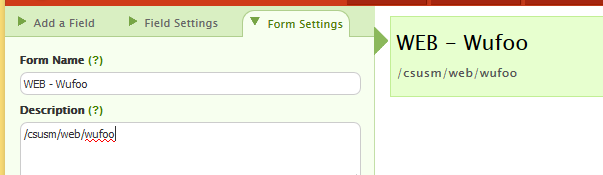 Add a Field
Field Settings
Form Settings
Form Name (?)
WEB - Wufoo
Description (?)
/csusm/web/wufoo
WEB - Wufoo
/csusm/web/wufoo